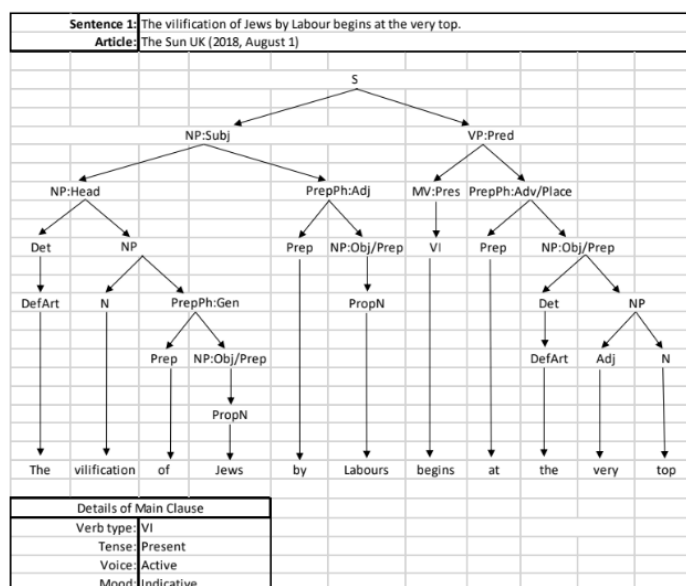 Sentence 1: The vilification of Jews by Labour begins at the very top.
Article: The Sun UK (2018, August 1)
S
NP:Subj VP:Pred
NP:Head PrepPh:Adj MV:Pres PrepPh:Adv/Place
Det NP Prep NP:Obj/Prep VI Prep NP:Obj/Prep
DefArt N PrepPh:Gen PropN Det NP
Prep NP:Obj/Prep DefArt Adj N
PropN
The vilification of Jews by Labours begins at the very top
Details of Main Clause
Verb type: VI
Tense: Present
Voice: Active
Mood: Indicative